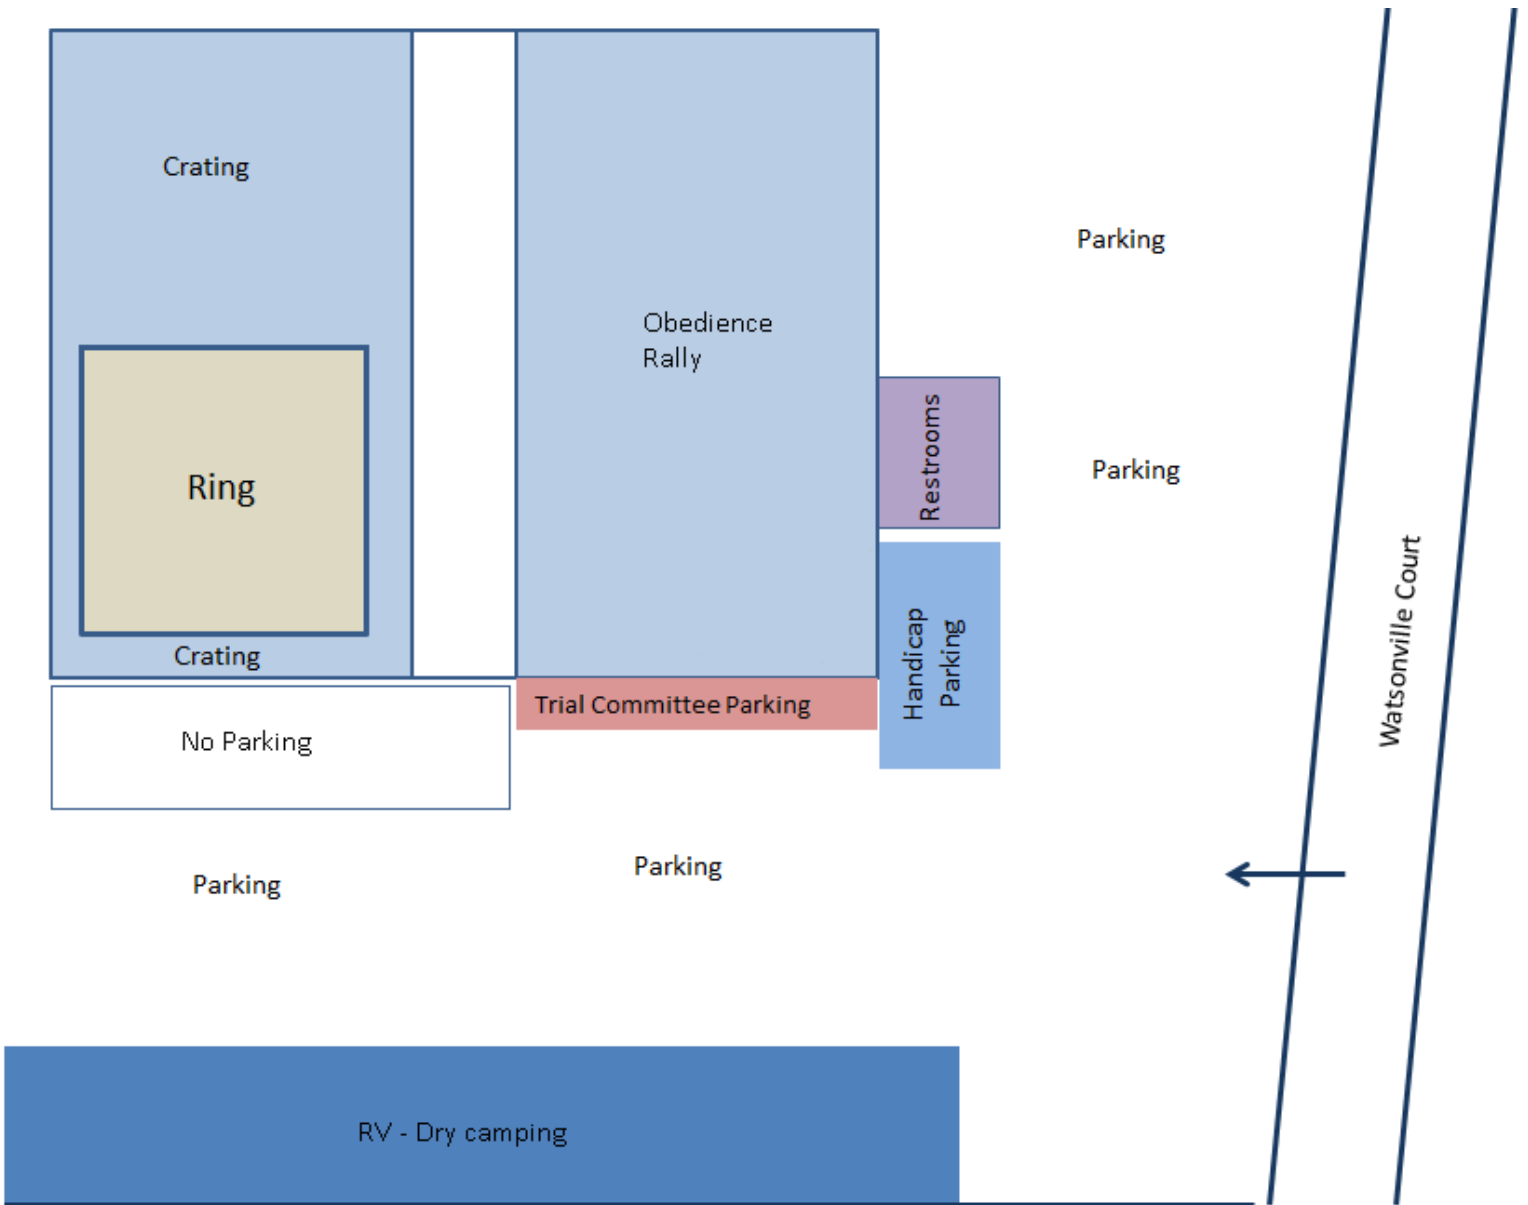 Crating
Parking
Obedience
Rally
Restrooms
Parking
Ring
Watsonville Court
Handicap
Parking
Crating
Trial Committee Parking
No Parking
Parking
Parking
RV - Dry camping